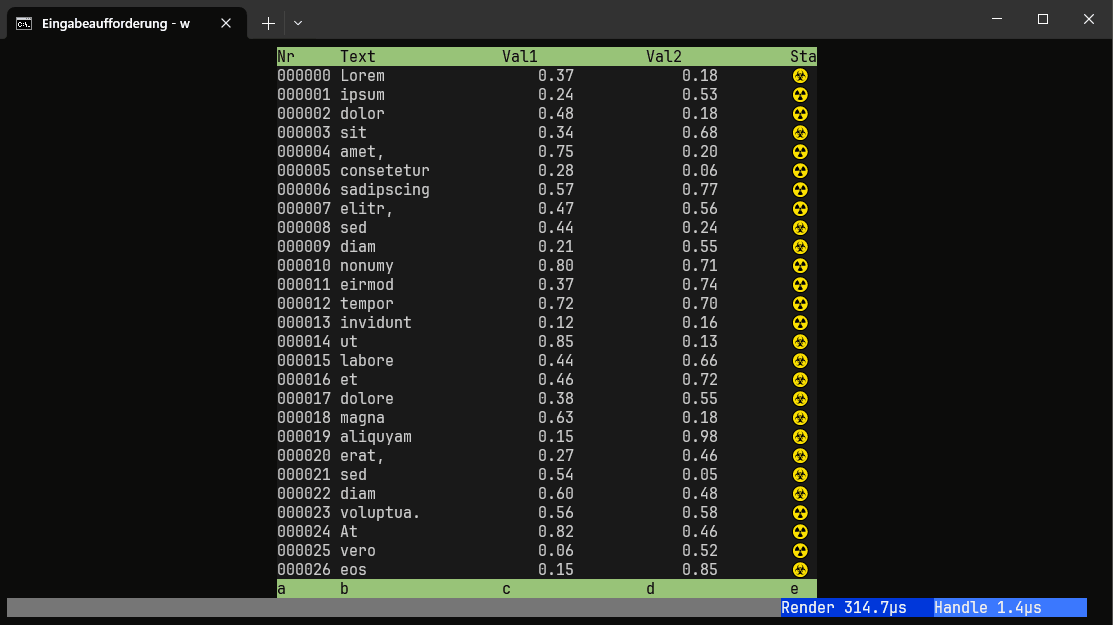 Eingabeaufforderung - w
Nr Text Val1 Val2 Sta
000000 Lorem 0.37 0.18 ☣
000001 ipsum 0.24 0.53 ☢
000002 dolor 0.48 0.18 ☢
000003 sit 0.34 0.68 ☣
000004 amet, 0.75 0.20 ☢
000005 consetetur 0.28 0.06 ☢
000006 sadipscing 0.57 0.77 ☢
000007 elitr, 0.47 0.56 ☢
000008 sed 0.44 0.24 ☣
000009 diam 0.21 0.55 ☣
000010 nonumy 0.80 0.71 ☢
000011 eirmod 0.37 0.74 ☢
000012 tempor 0.72 0.70 ☢
000013 invidunt 0.12 0.16 ☢
000014 ut 0.85 0.13 ☣
000015 labore 0.44 0.66 ☣
000016 et 0.46 0.72 ☣
000017 dolore 0.38 0.55 ☣
000018 magna 0.63 0.18 ☣
000019 aliquyam 0.15 0.98 ☣
000020 erat, 0.27 0.46 ☣
000021 sed 0.54 0.05 ☣
000022 diam 0.60 0.48 ☣
000023 voluptua. 0.56 0.58 ☢
000024 At 0.82 0.46 ☢
000025 vero 0.06 0.52 ☢
000026 eos 0.15 0.85 ☣
a b c d e
Render 314.7µs Handle 1.4µs